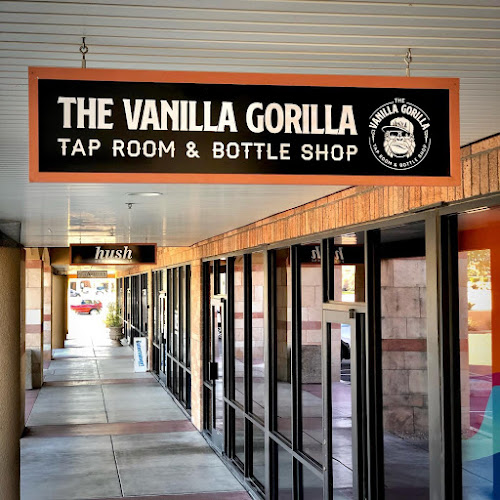 THE VANILLA GORILLA
TAP ROOM & BOTTLE SHOP
THE
VANILLA GORILLA
TAP ROOM & BOTTLE SHOP
hush